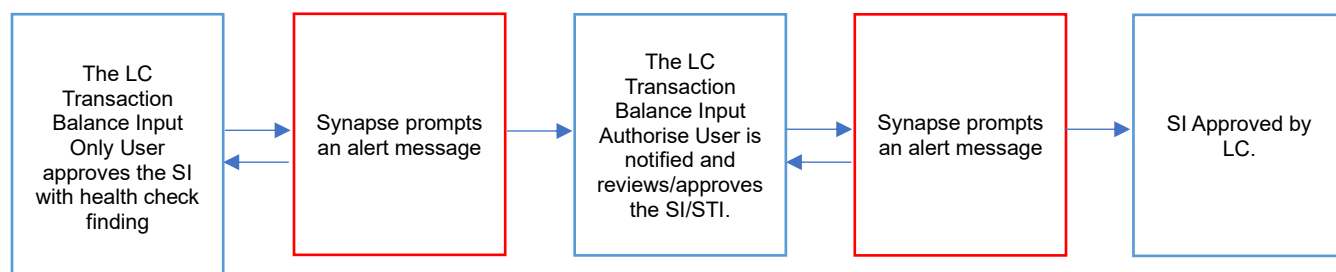 The LC
Transaction
Balance Input
Only User
approves the SI
with health check
finding
Synapse prompts
an alert message
The LC
Transaction
Balance Input
Authorise User is
notified and
reviews/approves
the SI/STI.
Synapse prompts
an alert message
SI Approved by
LC.